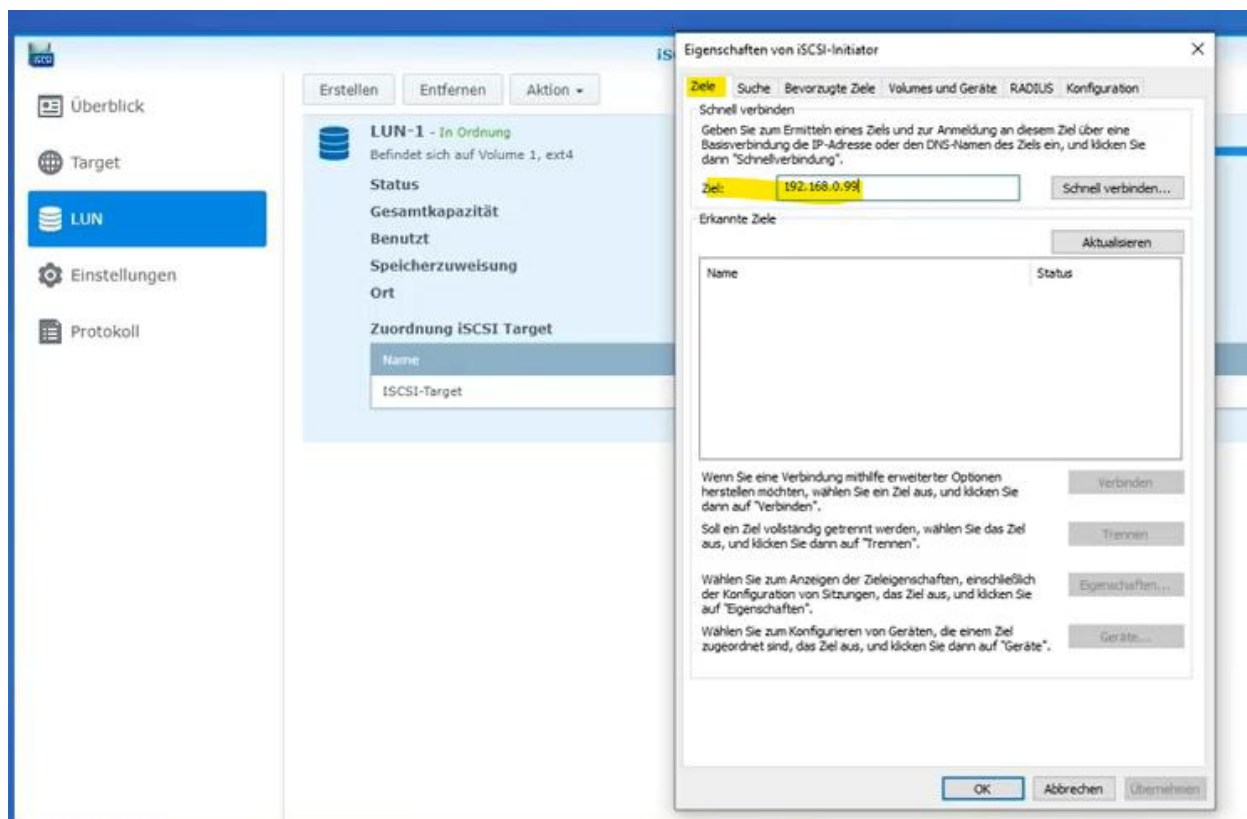 iSCSI
iS
Überblick
Target
LUN
Einstellungen
Protokoll
Erstellen Entfernen Aktion
LUN-1 - In Ordnung
Befindet sich auf Volume 1, ext4
Status
Gesamtkapazität
Benutzt
Speicherzuweisung
Ort
Zuordnung iSCSI Target
Name
ISCSI-Target
Eigenschaften von iSCSI-Initiator
Ziele Suche Bevorzugte Ziele Volumes und Geräte RADIUS Konfiguration
Schnell verbinden
Geben Sie zum Ermitteln eines Ziels und zur Anmeldung an diesem Ziel über eine
Basisverbindung die IP-Adresse oder den DNS-Namen des Ziels ein, und klicken Sie
dann "Schnellverbindung".
Ziel: 192.168.0.99 Schnell verbinden...
Erkannte Ziele
Aktualisieren
Name Status
Wenn Sie eine Verbindung mithilfe erweiterter Optionen
herstellen möchten, wählen Sie ein Ziel aus, und klicken Sie
dann auf "Verbinden".
Verbinden
Soll ein Ziel vollständig getrennt werden, wählen Sie das Ziel
aus, und klicken Sie dann auf "Trennen".
Trennen
Wählen Sie zum Anzeigen der Zieleigenschaften, einschließlich
der Konfiguration von Sitzungen, das Ziel aus, und klicken Sie
auf "Eigenschaften".
Eigenschaften...
Wählen Sie zum Konfigurieren von Geräten, die einem Ziel
zugeordnet sind, das Ziel aus, und klicken Sie dann auf "Geräte".
Geräte...
OK Abbrechen Übernehmen